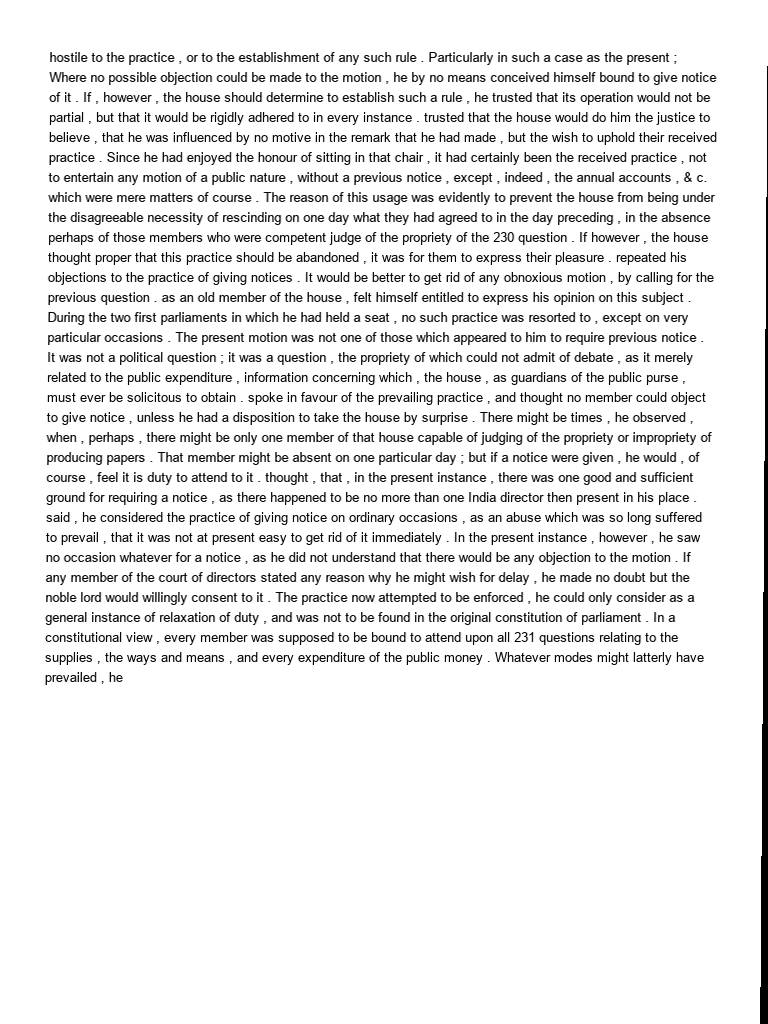 hostile to the practice , or to the establishment of any such rule . Particularly in such a case as the present ;
Where no possible objection could be made to the motion , he by no means conceived himself bound to give notice
of it . If , however , the house should determine to establish such a rule , he trusted that its operation would not be
partial , but that it would be rigidly adhered to in every instance . trusted that the house would do him the justice to
believe , that he was influenced by no motive in the remark that he had made , but the wish to uphold their received
practice . Since he had enjoyed the honour of sitting in that chair , it had certainly been the received practice , not
to entertain any motion of a public nature , without a previous notice , except , indeed , the annual accounts , & c.
which were mere matters of course . The reason of this usage was evidently to prevent the house from being under
the disagreeable necessity of rescinding on one day what they had agreed to in the day preceding , in the absence
perhaps of those members who were competent judge of the propriety of the 230 question . If however , the house
thought proper that this practice should be abandoned , it was for them to express their pleasure . repeated his
objections to the practice of giving notices . It would be better to get rid of any obnoxious motion , by calling for the
previous question . as an old member of the house , felt himself entitled to express his opinion on this subject .
During the two first parliaments in which he had held a seat , no such practice was resorted to , except on very
particular occasions . The present motion was not one of those which appeared to him to require previous notice .
It was not a political question ; it was a question , the propriety of which could not admit of debate , as it merely
related to the public expenditure , information concerning which , the house , as guardians of the public purse ,
must ever be solicitous to obtain . spoke in favour of the prevailing practice , and thought no member could object
to give notice , unless he had a disposition to take the house by surprise . There might be times , he observed ,
when , perhaps , there might be only one member of that house capable of judging of the propriety or impropriety of
producing papers . That member might be absent on one particular day ; but if a notice were given , he would , of
course , feel it is duty to attend to it . thought , that , in the present instance , there was one good and sufficient
ground for requiring a notice , as there happened to be no more than one India director then present in his place .
said , he considered the practice of giving notice on ordinary occasions , as an abuse which was so long suffered
to prevail , that it was not at present easy to get rid of it immediately . In the present instance , however , he saw
no occasion whatever for a notice , as he did not understand that there would be any objection to the motion . If
any member of the court of directors stated any reason why he might wish for delay , he made no doubt but the
noble lord would willingly consent to it . The practice now attempted to be enforced , he could only consider as a
general instance of relaxation of duty , and was not to be found in the original constitution of parliament . In a
constitutional view , every member was supposed to be bound to attend upon all 231 questions relating to the
supplies , the ways and means , and every expenditure of the public money . Whatever modes might latterly have
prevailed , he